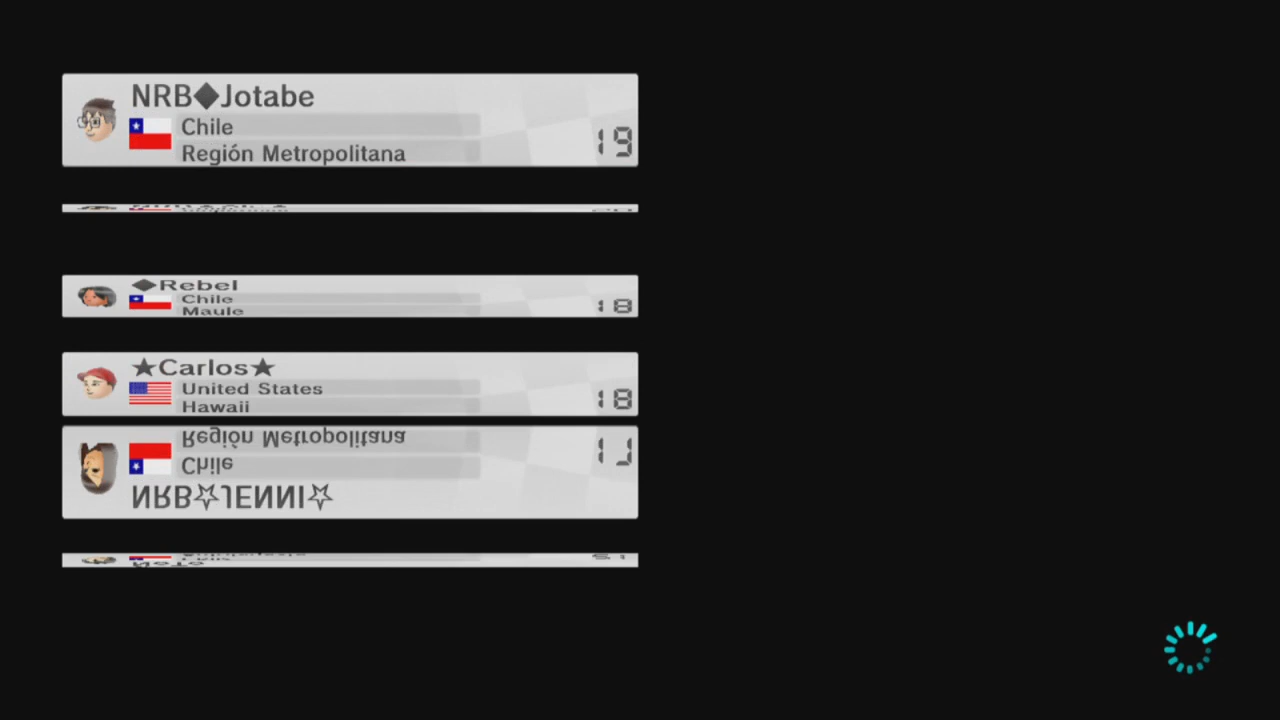 NRB◆Jotabe
Chile
Región Metropolitana
19
◆Rebel
Chile
Maule
18
★Carlos★
United States
Hawaii
18
NRB☆JENNI☆
Chile
Región Metropolitana
17